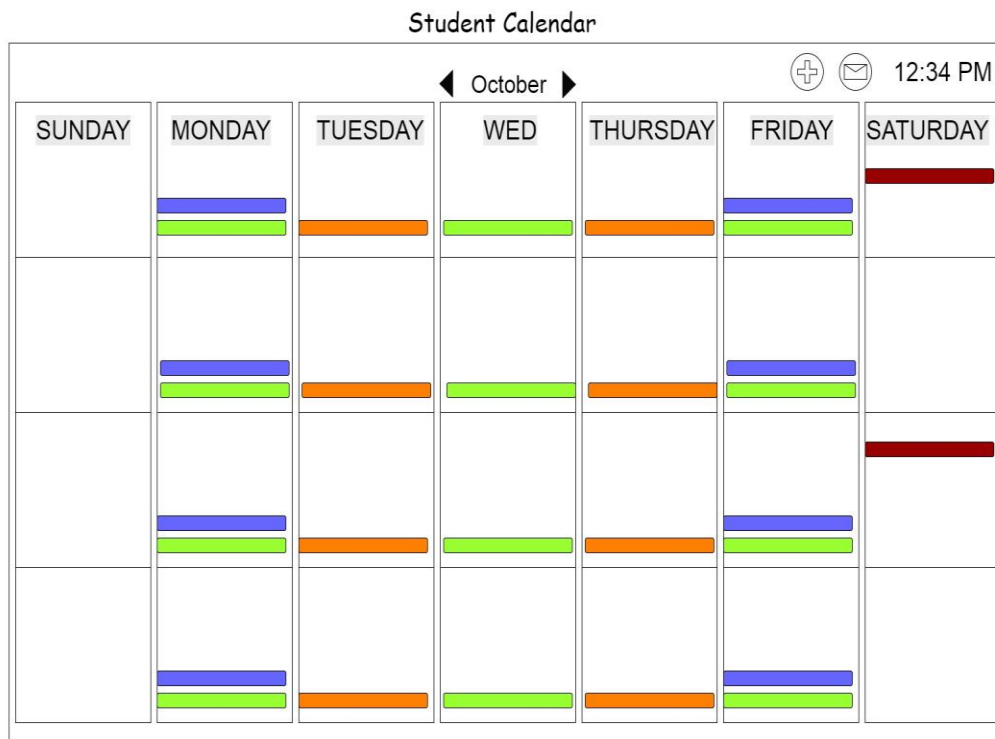 Student Calendar
October
12:34 PM
SUNDAY
MONDAY
TUESDAY
WED
THURSDAY
FRIDAY
SATURDAY